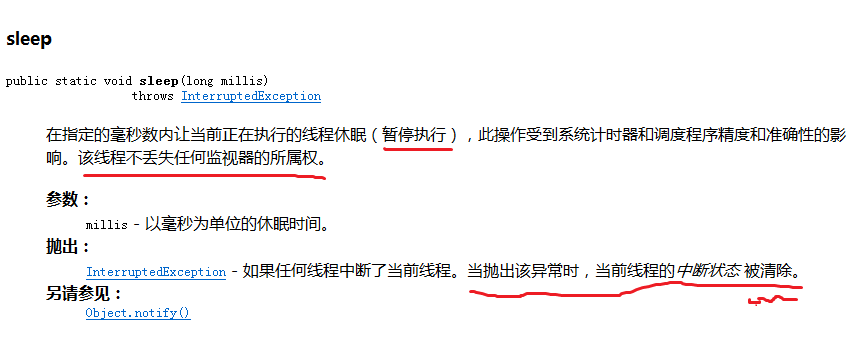 sleep
public static void sleep(long millis)
throws InterruptedException
在指定的毫秒数内让当前正在执行的线程休眠（暂停执行），此操作受到系统计时器和调度程序精度和准确性的影
响。该线程不丢失任何监视器的所属权。
参数：
millis - 以毫秒为单位的休眠时间。
抛出：
InterruptedException - 如果任何线程中断了当前线程。当抛出该异常时，当前线程的中断状态 被清除。
另请参见：
Object.notify()